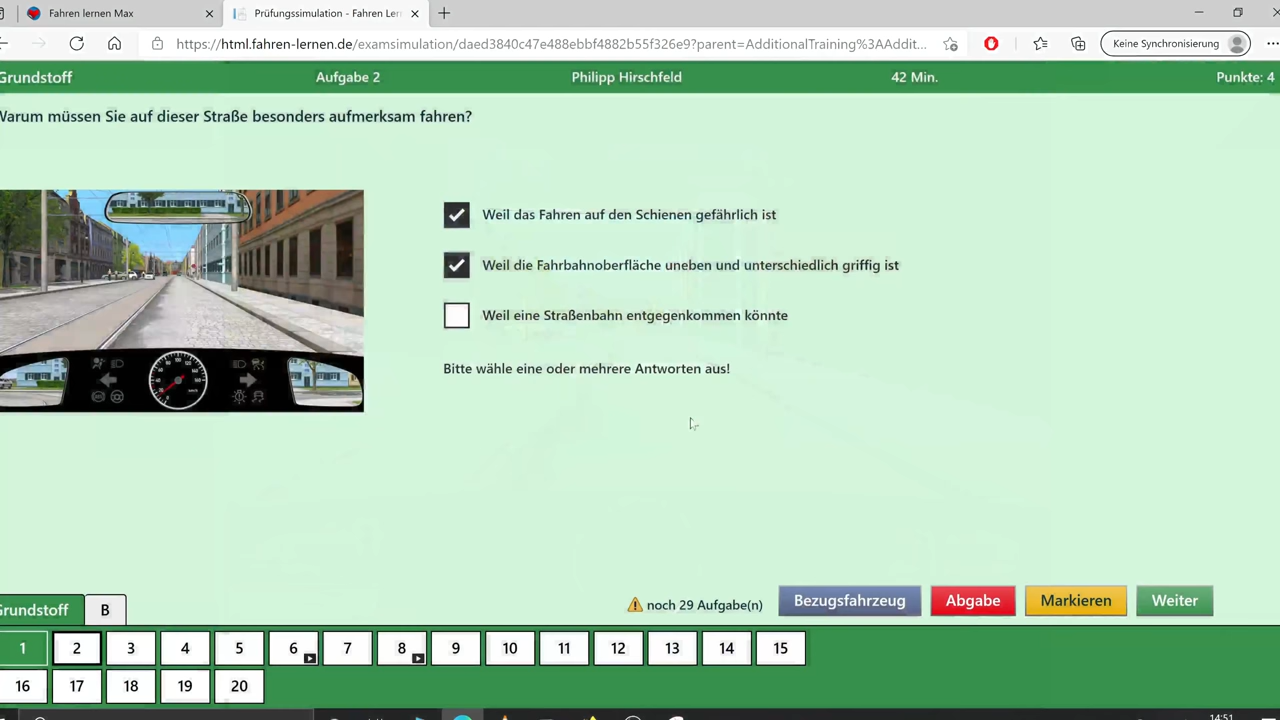 Fahren lernen Max
Prüfungssimulation - Fahren Ler
https://html.fahren-lernen.de/examsimulation/daed3840c47e488ebbf4882b55f326e9?parent=AdditionalTraining%3AAddit...
Keine Synchronisierung
Grundstoff
Aufgabe 2
Philipp Hirschfeld
42 Min.
Punkte: 4
Warum müssen Sie auf dieser Straße besonders aufmerksam fahren?
Weil das Fahren auf den Schienen gefährlich ist
Weil die Fahrbahnoberfläche uneben und unterschiedlich griffig ist
Weil eine Straßenbahn entgegenkommen könnte
Bitte wähle eine oder mehrere Antworten aus!
Grundstoff
B
noch 29 Aufgabe(n)
Bezugsfahrzeug
Abgabe
Markieren
Weiter
1 2 3 4 5 6 7 8 9 10 11 12 13 14 15
16 17 18 19 20
14:51